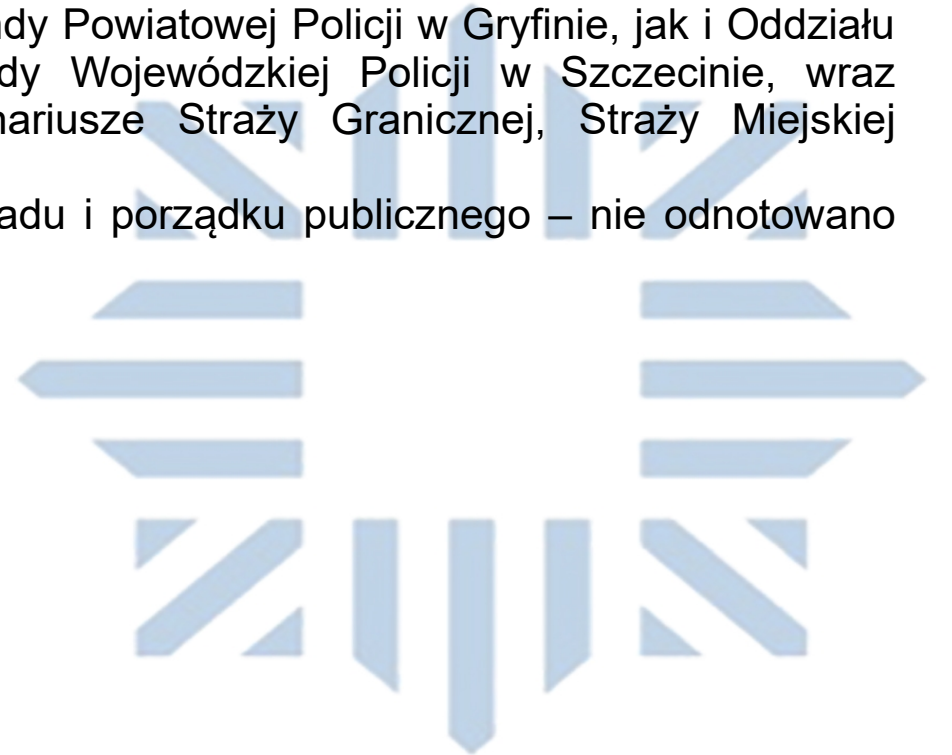 ndy Powiatowej Policji w Gryfinie, jak i Oddziału
dy Wojewódzkiej Policji w Szczecinie, wraz
nariusze Straży Granicznej, Straży Miejskiej
adu i porządku publicznego – nie odnotowano